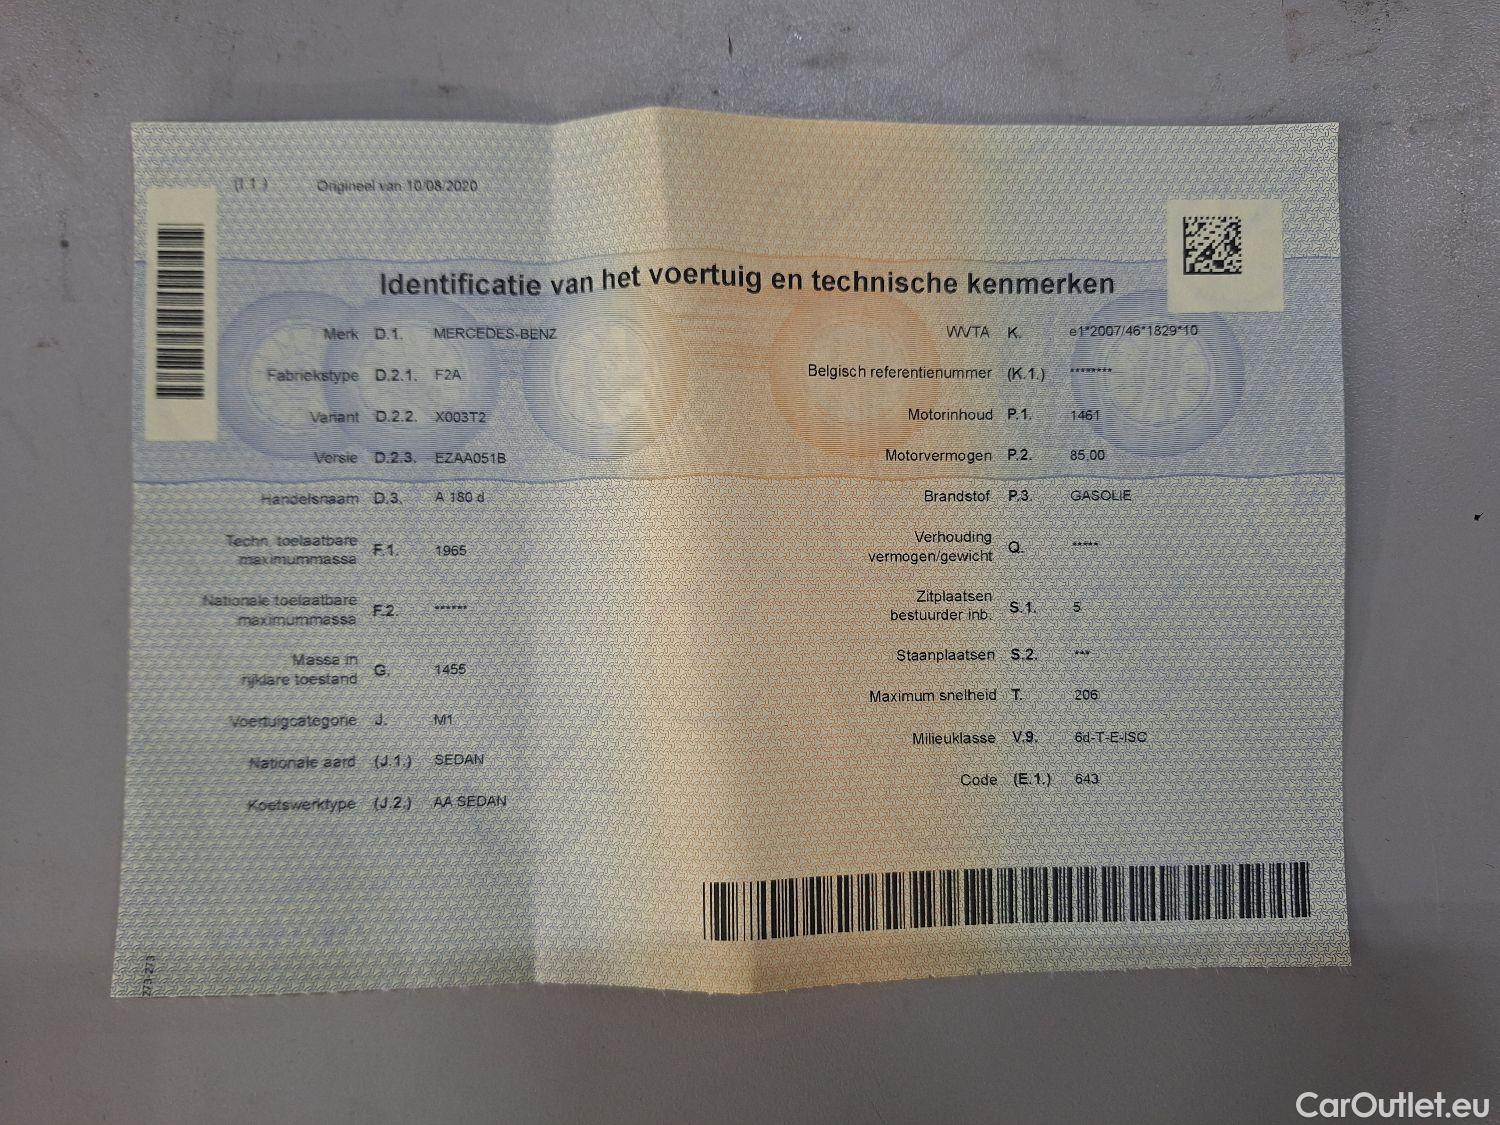 (I.1.) Origineel van 10/08/2020
Identificatie van het voertuig en technische kenmerken
Merk D.1. MERCEDES-BENZ
Fabriekstype D.2.1. F2A
Variant D.2.2. X003T2
Versie D.2.3. EZAA051B
Handelsnaam D.3. A 180 d
Techn. toelaatbare
maximummassa F.1. 1965
Nationale toelaatbare
maximummassa F.2. ******
Massa in
rijklare toestand G. 1455
Voertuigcategorie J. M1
Nationale aard (J.1.) SEDAN
Koetswerktype (J.2.) AA SEDAN
WVTA K. e1*2007/46*1829*10
Belgisch referentienummer (K.1.) ********
Motorinhoud P.1. 1461
Motorvermogen P.2. 85,00
Brandstof P.3. GASOLIE
Verhouding
vermogen/gewicht Q. *****
Zitplaatsen
bestuurder inb. S.1. 5
Staanplaatsen S.2. ***
Maximum snelheid T. 206
Milieuklasse V.9. 6d-T-E-ISC
Code (E.1.) 643
273-273
CarOutlet.eu